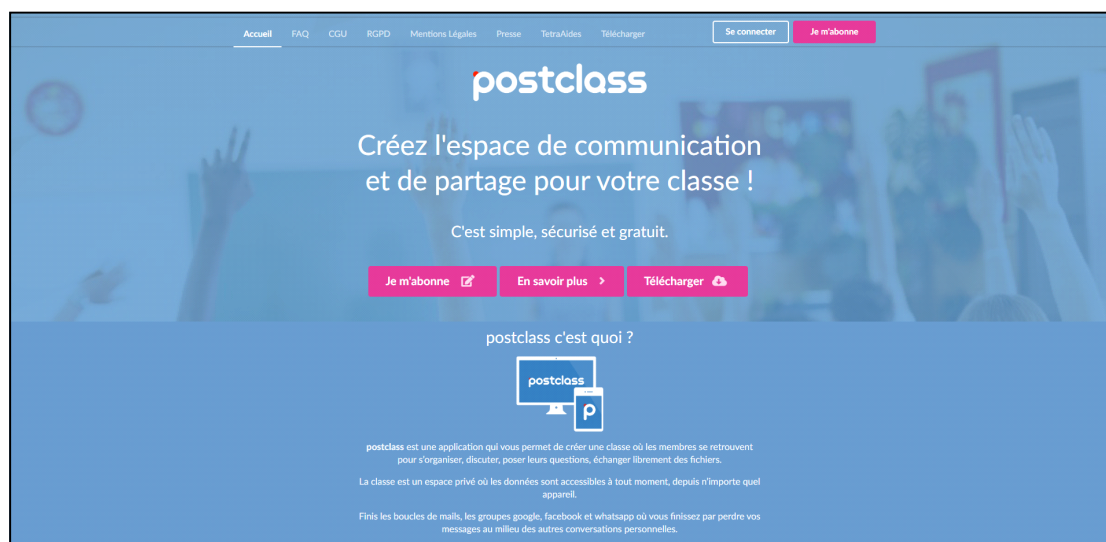 Accueil FAQ CGU RGPD Mentions Légales Presse TetraAides Télécharger Se connecter Je m'abonne
postclass
Créez l'espace de communication
et de partage pour votre classe !
C'est simple, sécurisé et gratuit.
Je m'abonne En savoir plus Télécharger
postclass c'est quoi ?
postclass
p
postclass est une application qui vous permet de créer une classe où les membres se retrouvent
pour s'organiser, discuter, poser leurs questions, échanger librement des fichiers.
La classe est un espace privé où les données sont accessibles à tout moment, depuis n'importe quel
appareil.
Finis les boucles de mails, les groupes google, facebook et whatsapp où vous finissez par perdre vos
messages au milieu des autres conversations personnelles.